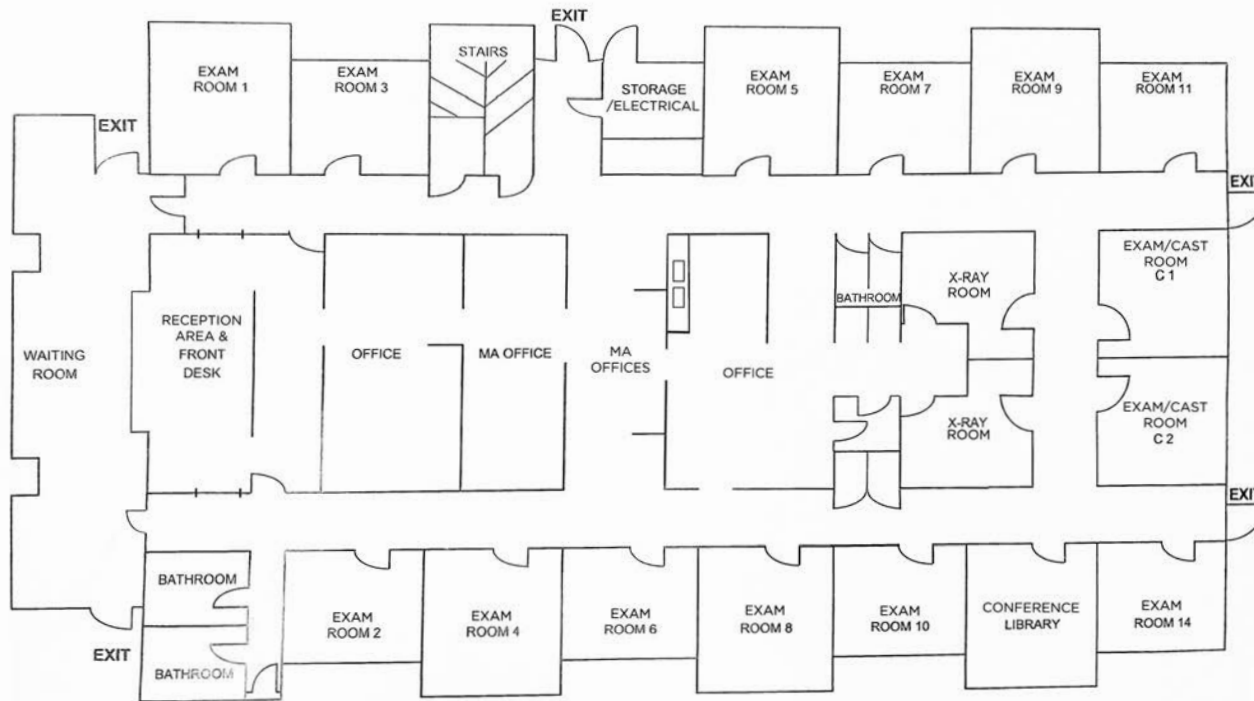 EXIT
STAIRS
EXAM
ROOM 1
EXAM
ROOM 3
STORAGE
/ELECTRICAL
EXAM
ROOM 5
EXAM
ROOM 7
EXAM
ROOM 9
EXAM
ROOM 11
EXIT
EXIT
EXAM/CAST
ROOM
C 1
X-RAY
ROOM
BATHROOM
RECEPTION
AREA &
FRONT
DESK
WAITING
ROOM
OFFICE
MA OFFICE
MA
OFFICES
OFFICE
EXAM/CAST
ROOM
C 2
X-RAY
ROOM
EXIT
BATHROOM
EXAM
ROOM 2
EXAM
ROOM 4
EXAM
ROOM 6
EXAM
ROOM 8
EXAM
ROOM 10
CONFERENCE
LIBRARY
EXAM
ROOM 14
EXIT
BATHROOM